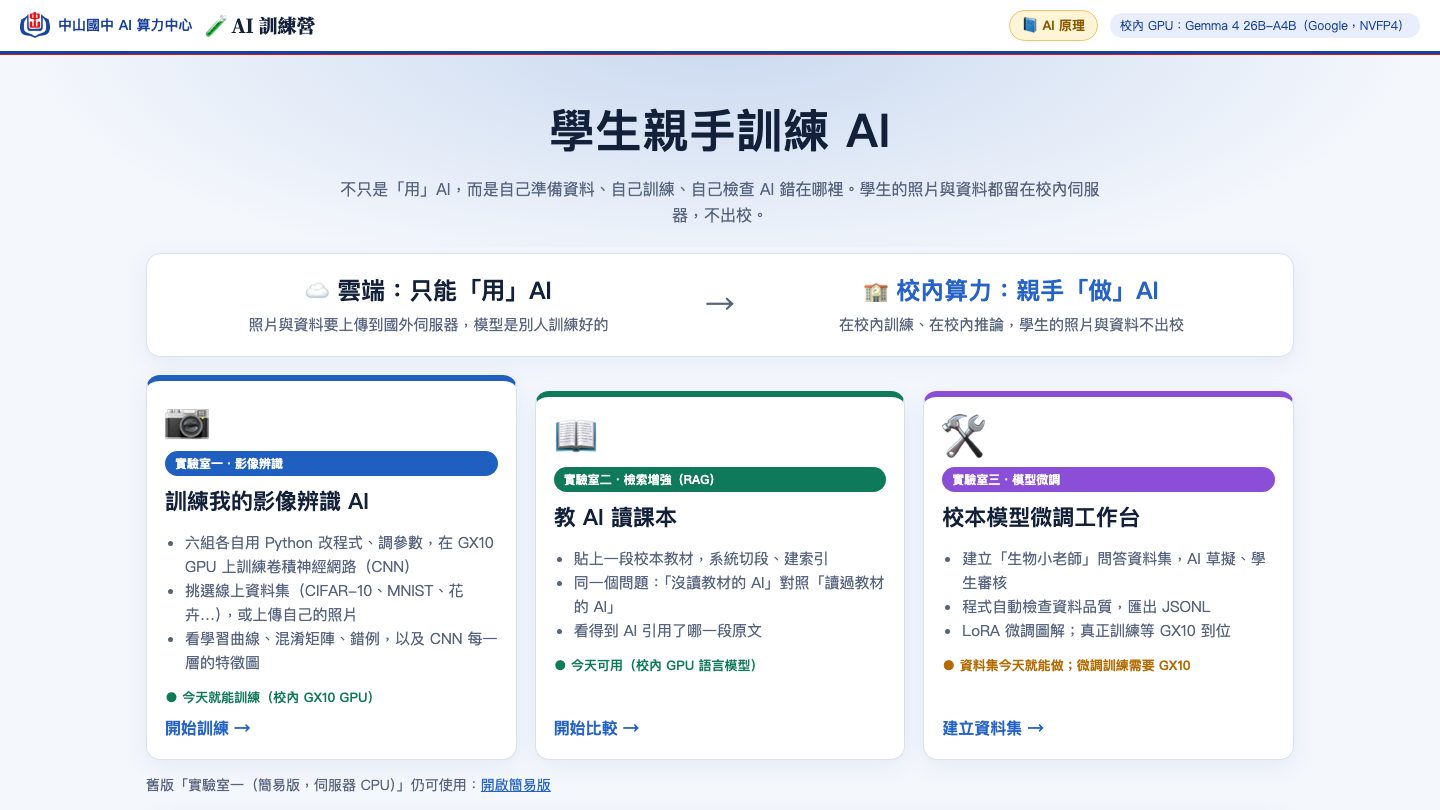 中山國中 AI 算力中心
AI 訓練營
AI 原理
校內 GPU：Gemma 4 26B-A4B（Google，NVFP4）
學生親手訓練 AI
不只是「用」AI，而是自己準備資料、自己訓練、自己檢查 AI 錯在哪裡。學生的照片與資料都留在校內伺服
器，不出校。
雲端：只能「用」AI
照片與資料要上傳到國外伺服器，模型是別人訓練好的
→
校內算力：親手「做」AI
在校內訓練、在校內推論，學生的照片與資料不出校
實驗室一・影像辨識
訓練我的影像辨識 AI
• 六組各自用 Python 改程式、調參數，在 GX10
GPU 上訓練卷積神經網路（CNN）
• 挑選線上資料集（CIFAR-10、MNIST、花
卉…），或上傳自己的照片
• 看學習曲線、混淆矩陣、錯例，以及 CNN 每一
層的特徵圖
● 今天就能訓練（校內 GX10 GPU）
開始訓練 →
實驗室二・檢索增強（RAG）
教 AI 讀課本
• 貼上一段校本教材，系統切段、建索引
• 同一個問題：「沒讀教材的 AI」對照「讀過教材
的 AI」
• 看得到 AI 引用了哪一段原文
● 今天可用（校內 GPU 語言模型）
開始比較 →
實驗室三・模型微調
校本模型微調工作台
• 建立「生物小老師」問答資料集，AI 草擬、學
生審核
• 程式自動檢查資料品質，匯出 JSONL
• LoRA 微調圖解；真正訓練等 GX10 到位
● 資料集今天就能做；微調訓練需要 GX10
建立資料集 →
舊版「實驗室一（簡易版，伺服器 CPU）」仍可使用：開啟簡易版